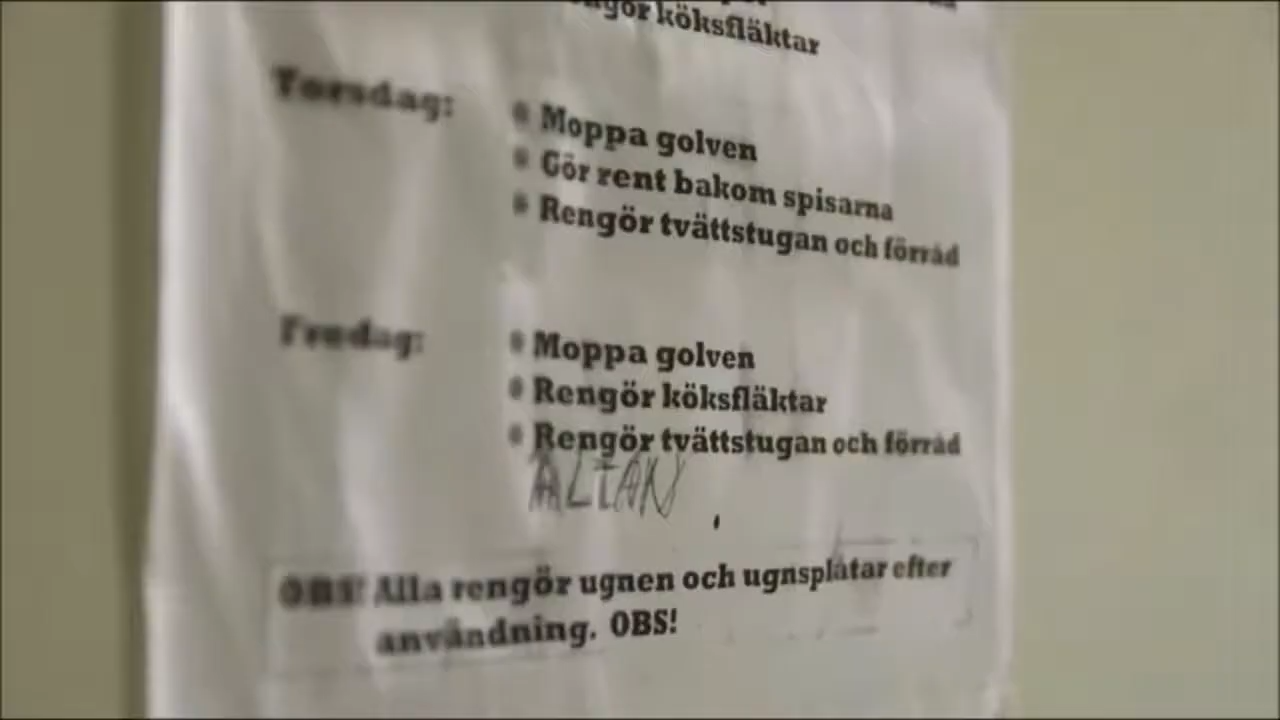 köksfläktar
Torsdag:
• Moppa golven
• Gör rent bakom spisarna
• Rengör tvättstugan och förråd
Fredag:
• Moppa golven
• Rengör köksfläktar
• Rengör tvättstugan och förråd
ALTAN
OBS! Alla rengör ugnen och ugnsplåtar efter
användning. OBS!